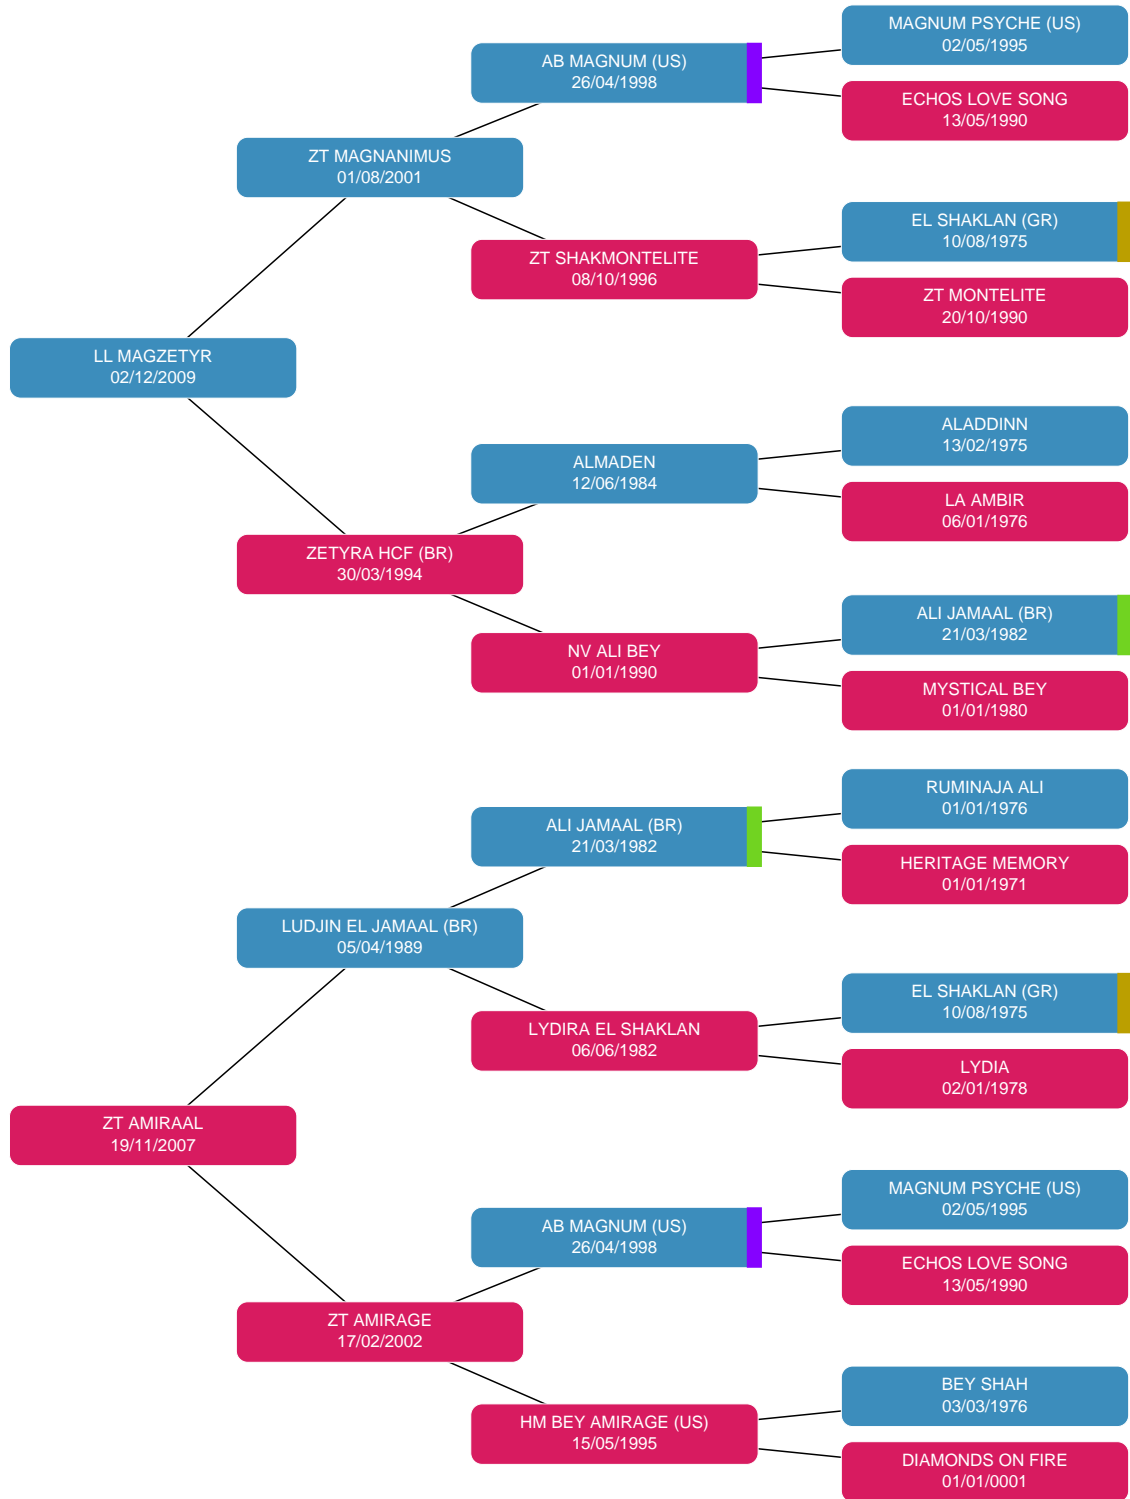 MAGNUM PSYCHE (US)
02/05/1995
AB MAGNUM (US)
26/04/1998
ECHOS LOVE SONG
13/05/1990
ZT MAGNANIMUS
01/08/2001
EL SHAKLAN (GR)
10/08/1975
ZT SHAKMONTELITE
08/10/1996
ZT MONTELITE
20/10/1990
LL MAGZETYR
02/12/2009
ALADDINN
13/02/1975
ALMADEN
12/06/1984
LA AMBIR
06/01/1976
ZETYRA HCF (BR)
30/03/1994
ALI JAMAAL (BR)
21/03/1982
NV ALI BEY
01/01/1990
MYSTICAL BEY
01/01/1980
RUMINAJA ALI
01/01/1976
ALI JAMAAL (BR)
21/03/1982
HERITAGE MEMORY
01/01/1971
LUDJIN EL JAMAAL (BR)
05/04/1989
EL SHAKLAN (GR)
10/08/1975
LYDIRA EL SHAKLAN
06/06/1982
LYDIA
02/01/1978
ZT AMIRAAL
19/11/2007
MAGNUM PSYCHE (US)
02/05/1995
AB MAGNUM (US)
26/04/1998
ECHOS LOVE SONG
13/05/1990
ZT AMIRAGE
17/02/2002
BEY SHAH
03/03/1976
HM BEY AMIRAGE (US)
15/05/1995
DIAMONDS ON FIRE
01/01/0001